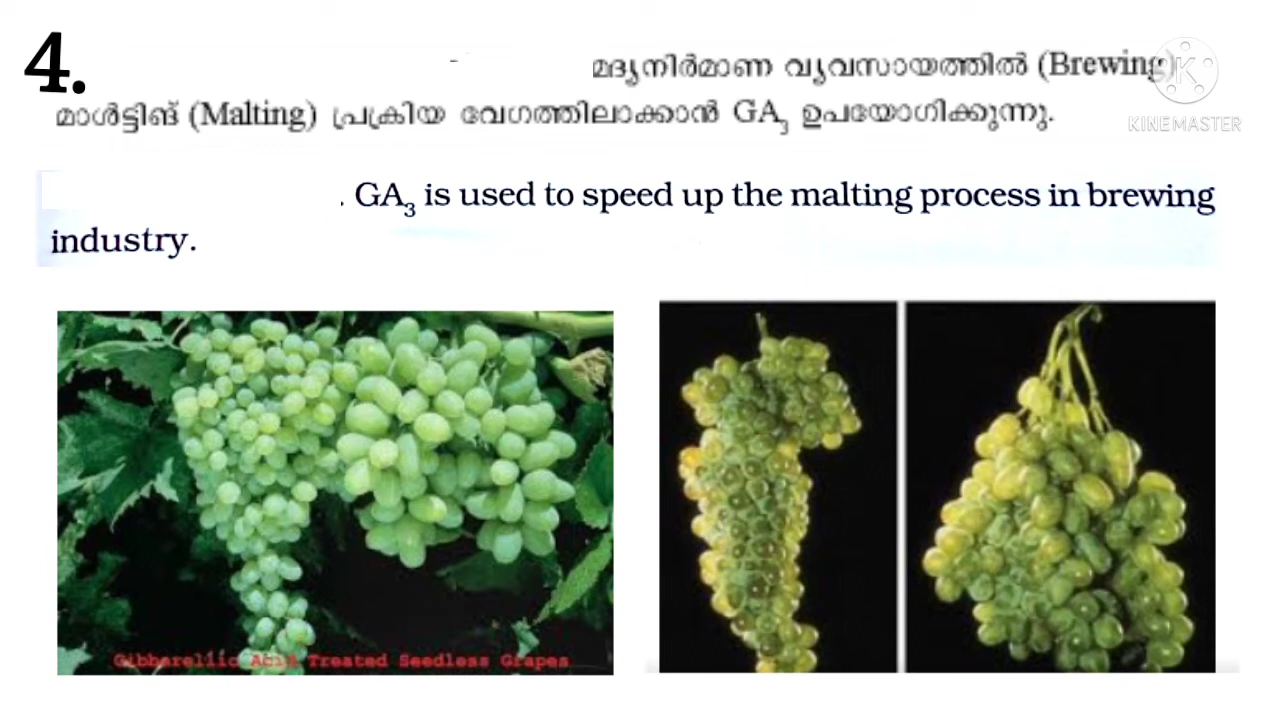 4.
മദ്യനിർമാണ വ്യവസായത്തിൽ (Brewing)
മാൾട്ടിങ് (Malting) പ്രക്രിയ വേഗത്തിലാക്കാൻ GA₃ ഉപയോഗിക്കുന്നു.
K
KINEMASTER
. GA₃ is used to speed up the malting process in brewing
industry.
Gibberellic Acid Treated Seedless Grapes